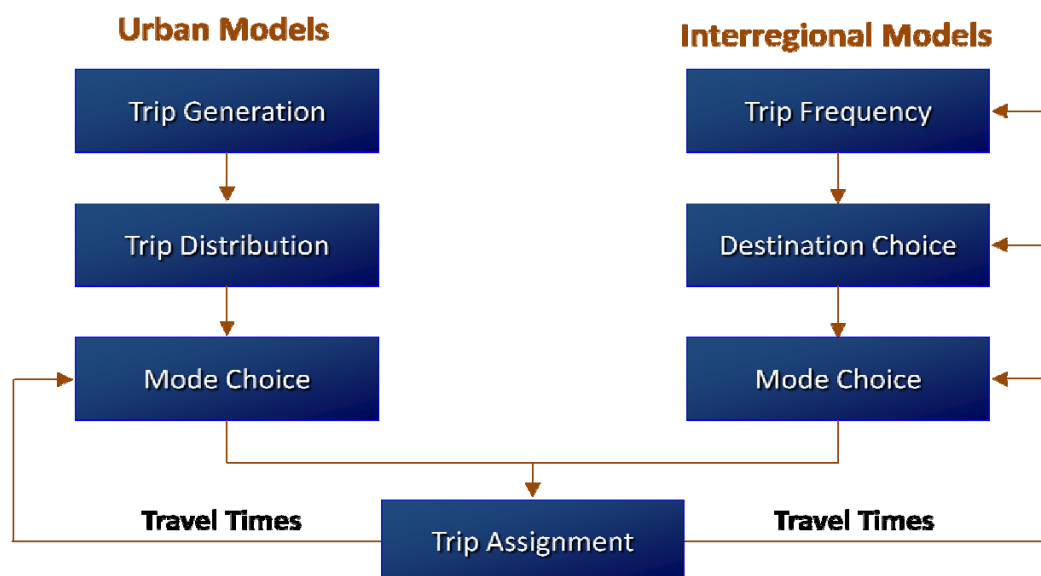 Urban Models
Interregional Models
Trip Generation
Trip Frequency
Trip Distribution
Destination Choice
Mode Choice
Mode Choice
Travel Times
Travel Times
Trip Assignment